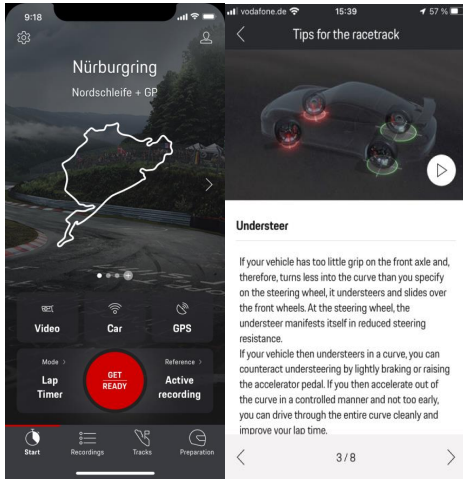 9:18
Nürburgring
Nordschleife + GP
Video
Car
GPS
Mode >
Lap
Timer
GET
READY
Reference >
Active
recording
Start
Recordings
Tracks
Preparation
vodafone.de
15:39
57 %
Tips for the racetrack
Understeer
If your vehicle has too little grip on the front axle and,
therefore, turns less into the curve than you specify
on the steering wheel, it understeers and slides over
the front wheels. At the steering wheel, the
understeer manifests itself in reduced steering
resistance.
If your vehicle then understeers in a curve, you can
counteract understeering by lightly braking or raising
the accelerator pedal. If you then accelerate out of
the curve in a controlled manner and not too early,
you can drive through the entire curve cleanly and
improve your lap time.
3/8